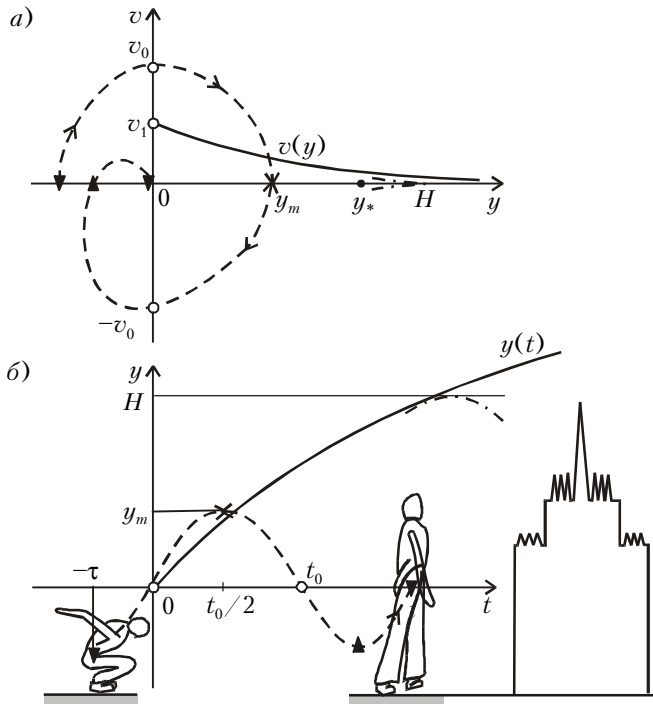 а)
v
v₀
v₁
v(y)
0
yₘ
y*
H
y
−v₀
б)
y
y(t)
H
yₘ
−τ
t₀
0
t₀/2
t